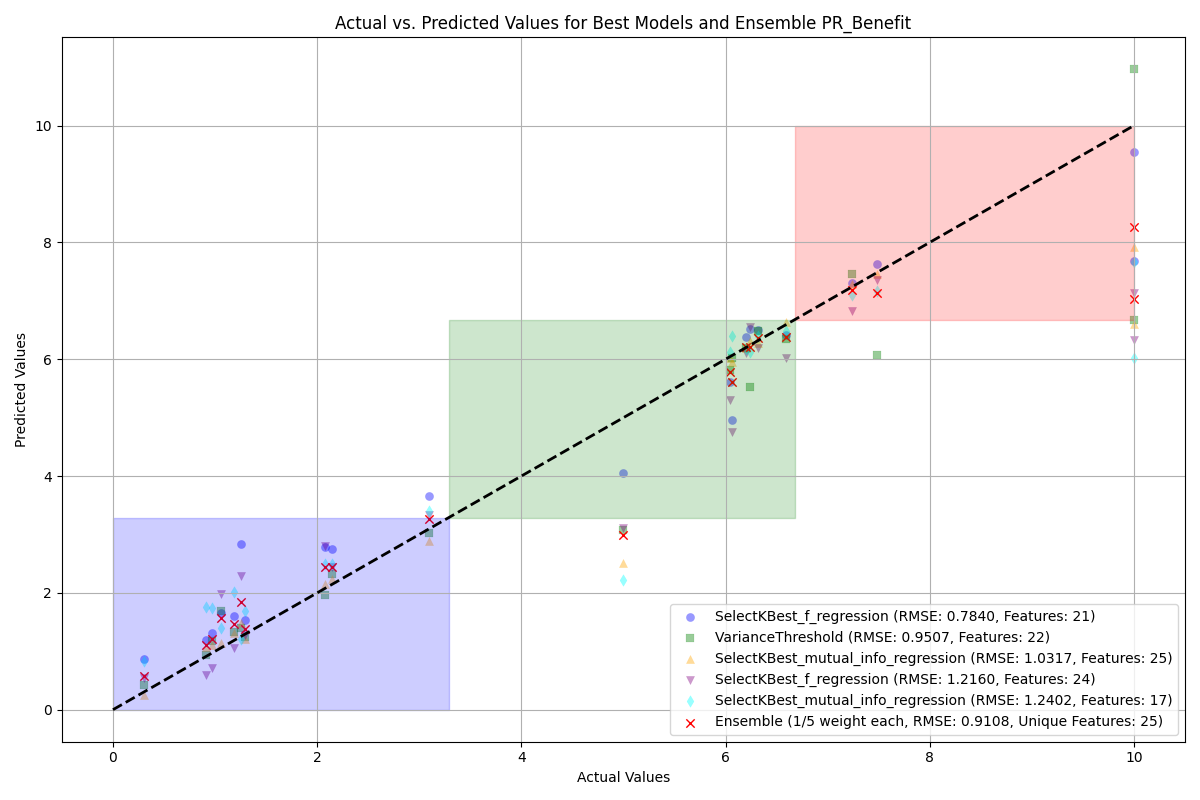 Actual vs. Predicted Values for Best Models and Ensemble PR_Benefit
Predicted Values
10
8
6
4
2
0
SelectKBest_f_regression (RMSE: 0.7840, Features: 21)
VarianceThreshold (RMSE: 0.9507, Features: 22)
SelectKBest_mutual_info_regression (RMSE: 1.0317, Features: 25)
SelectKBest_f_regression (RMSE: 1.2160, Features: 24)
SelectKBest_mutual_info_regression (RMSE: 1.2402, Features: 17)
Ensemble (1/5 weight each, RMSE: 0.9108, Unique Features: 25)
0 2 4 6 8 10
Actual Values